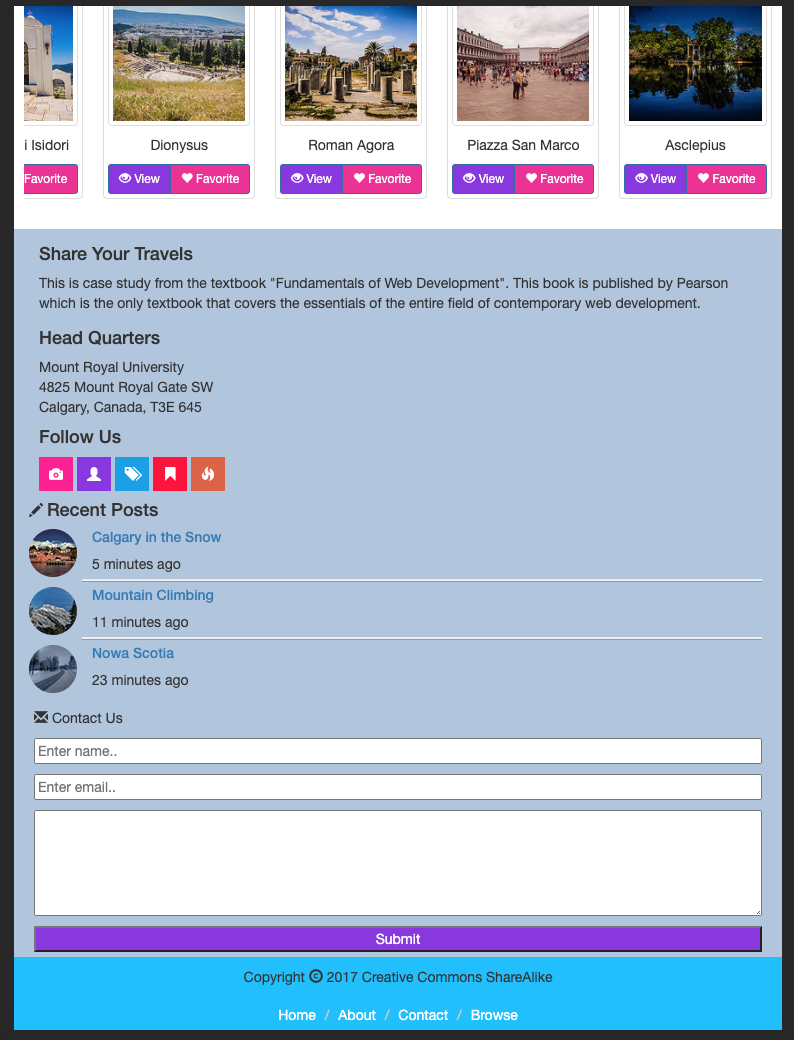 i Isidori Dionysus Roman Agora Piazza San Marco Asclepius
Favorite View Favorite View Favorite View Favorite View Favorite
Share Your Travels
This is case study from the textbook "Fundamentals of Web Development". This book is published by Pearson
which is the only textbook that covers the essentials of the entire field of contemporary web development.
Head Quarters
Mount Royal University
4825 Mount Royal Gate SW
Calgary, Canada, T3E 645
Follow Us
Recent Posts
Calgary in the Snow
5 minutes ago
Mountain Climbing
11 minutes ago
Nowa Scotia
23 minutes ago
Contact Us
Enter name..
Enter email..
Submit
Copyright © 2017 Creative Commons ShareAlike
Home / About / Contact / Browse